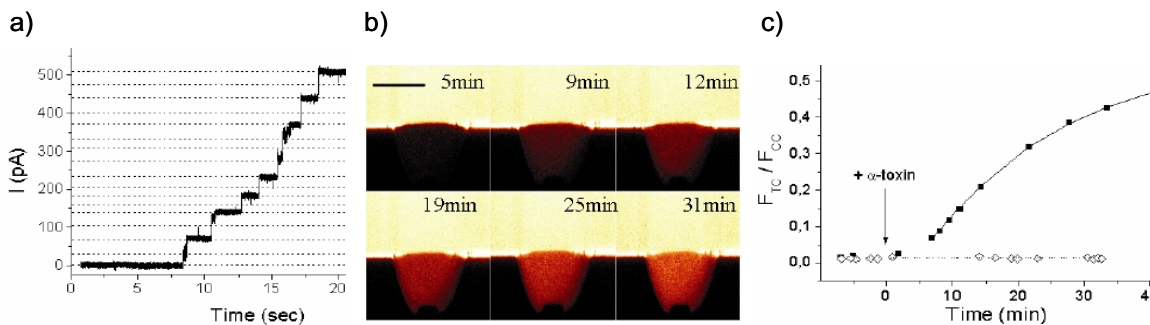 a)
I (pA)
500
400
300
200
100
0
0
5
10
15
20
Time (sec)
b)
5min
9min
12min
19min
25min
31min
c)
F_TC / F_CC
0,5
0,4
0,3
0,2
0,1
0,0
+ α-toxin
0
10
20
30
40
Time (min)